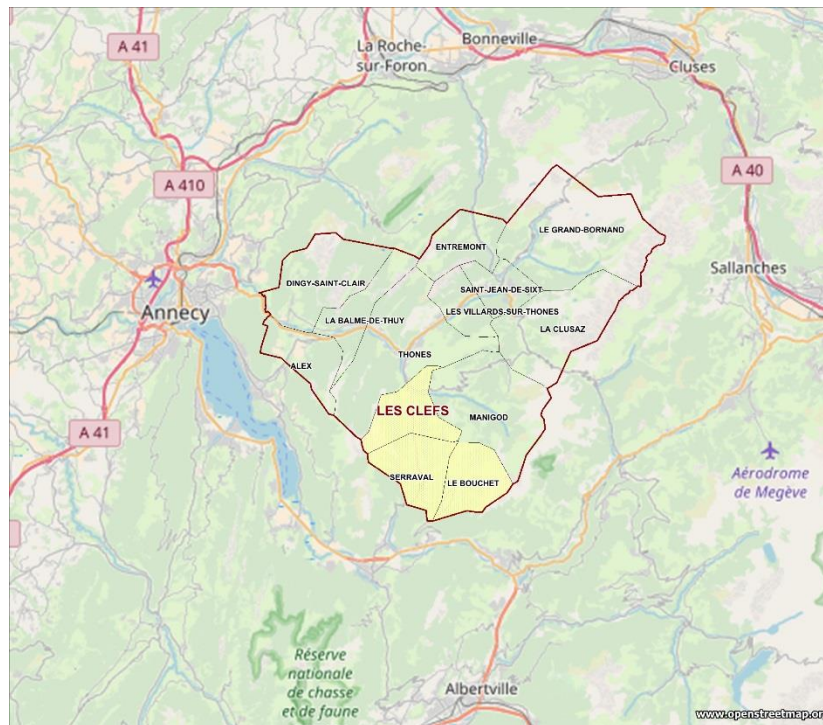 A 41
La Roche-
sur-Foron
Bonneville
Cluses
A 410
A 40
LE GRAND-BORNAND
ENTREMONT
Sallanches
DINGY-SAINT-CLAIR
SAINT-JEAN-DE-SIXT
Annecy
LES VILLARDS-SUR-THONES
LA BALME-DE-THUY
LA CLUSAZ
THONES
ALEX
LES CLEFS
MANIGOD
A 41
Aérodrome
de Megève
SERRAVAL
LE BOUCHET
Réserve
nationale
de chasse
et de faune
Albertville
www.openstreetmap.or